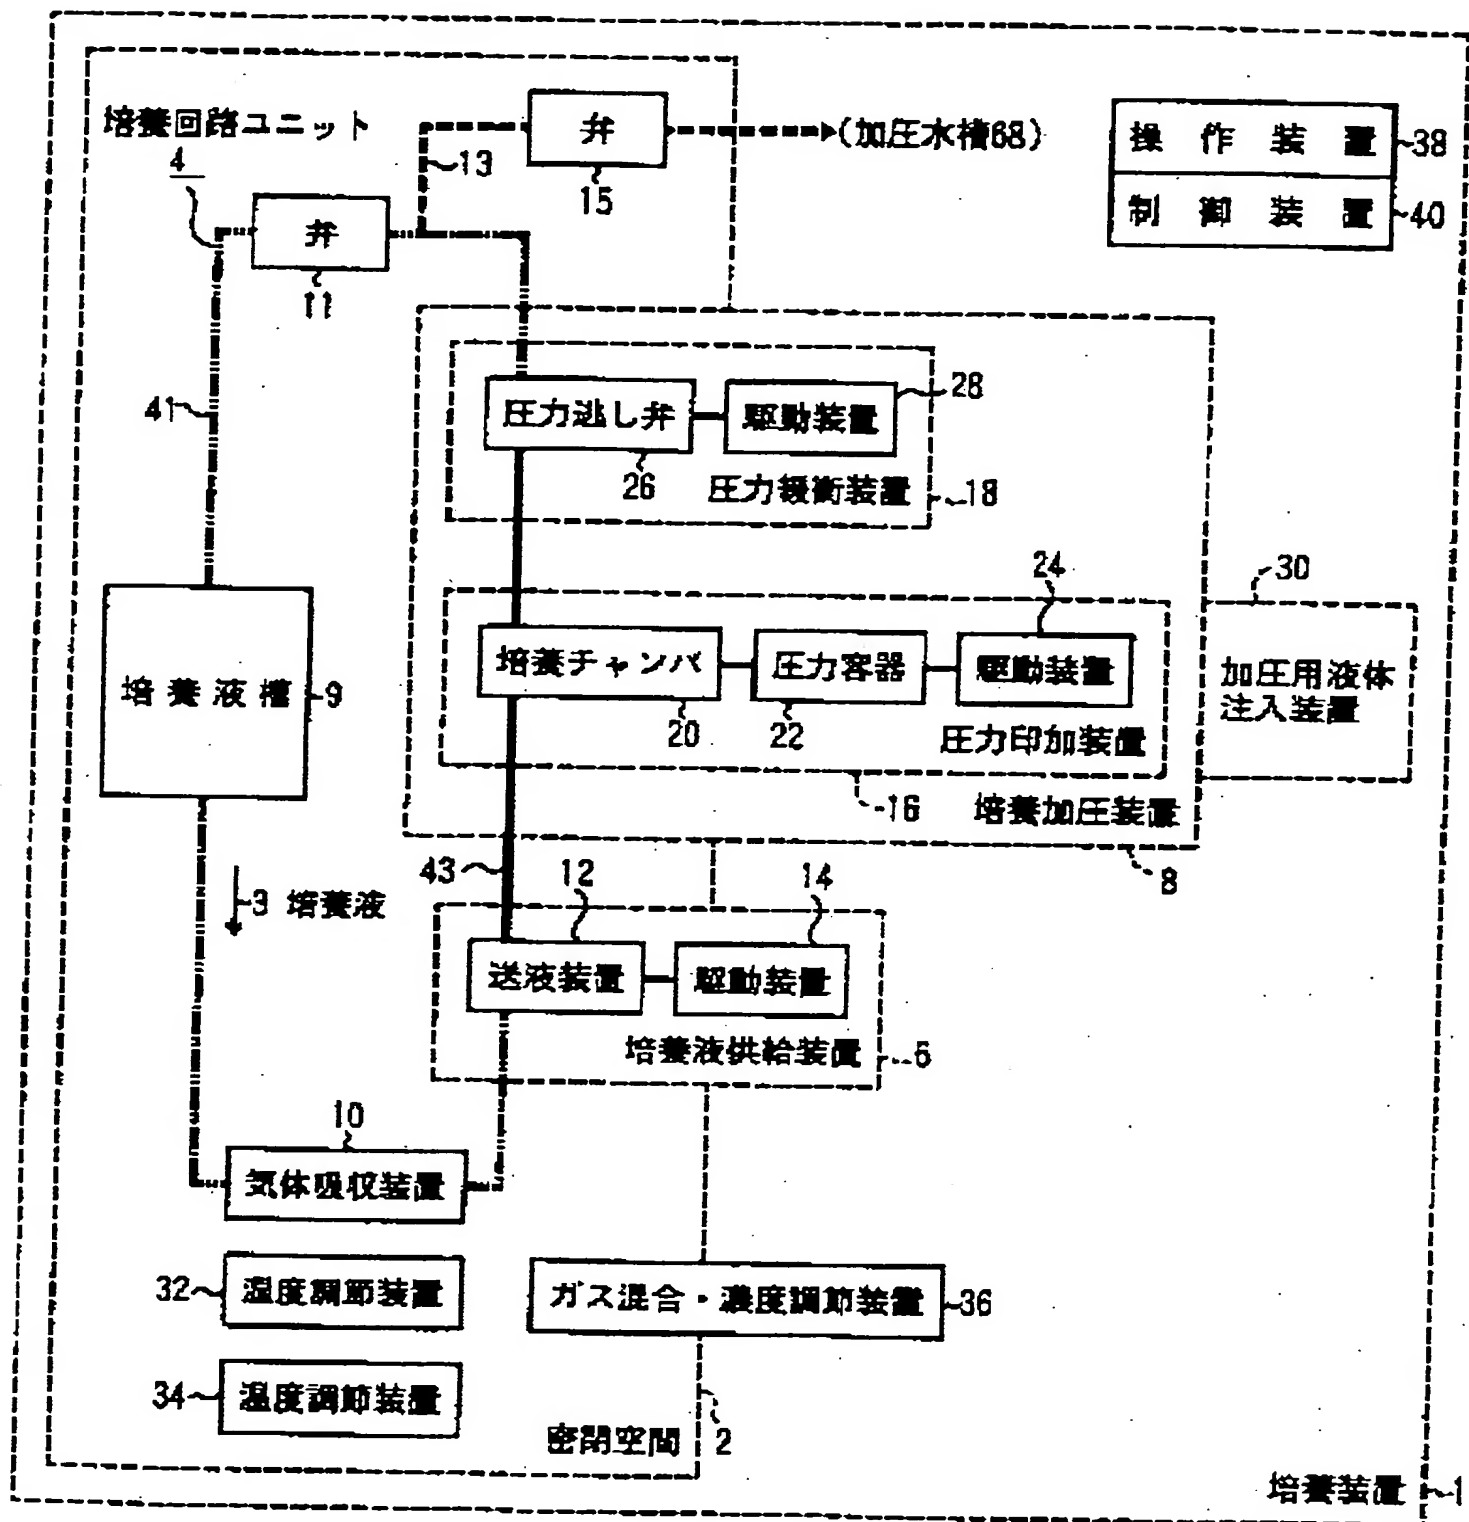 培養回路ユニット
4
弁
15
13
(加圧水槽68)
操作装置
38
制御装置
40
弁
11
41
圧力逃し弁
26
駆動装置
28
圧力緩衝装置
18
培養液槽
9
培養チャンバ
20
圧力容器
22
駆動装置
24
圧力印加装置
16
培養加圧装置
8
30
加圧用液体
注入装置
43
3 培養液
12
送液装置
14
駆動装置
培養液供給装置
6
10
気体吸収装置
32
温度調節装置
ガス混合・濃度調節装置
36
34
温度調節装置
密閉空間
2
培養装置
1